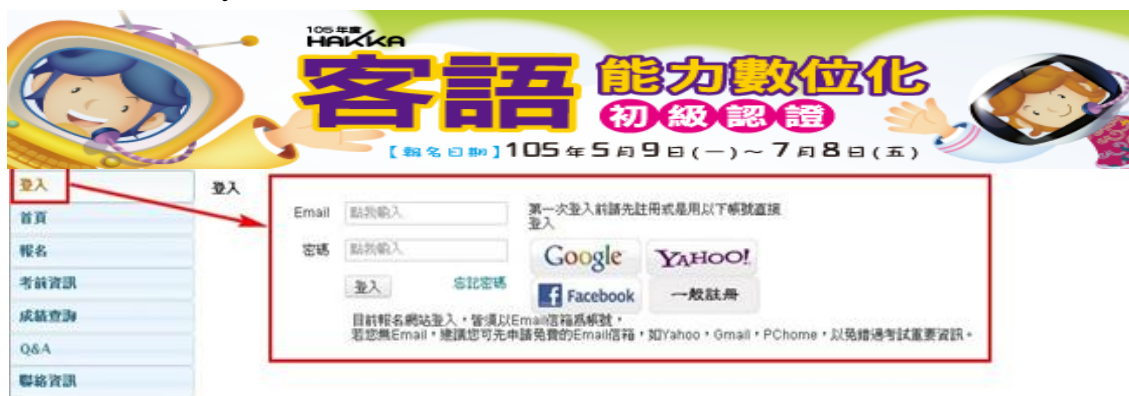 105年度
HAKKA
客語能力數位化
初級認證
【報名日期】105年5月9日(一)~7月8日(五)
登入
首頁
報名
考前資訊
成績查詢
Q&A
聯絡資訊
登入
Email 點我輸入
密碼 點我輸入
登入 忘記密碼
第一次登入前請先註冊或是用以下帳號直接
登入
Google YAHOO!
Facebook 一般註冊
目前報名網站登入，皆須以Email信箱為帳號，
若您無Email，建議您可先申請免費的Email信箱，如Yahoo，Gmail，PChome，以免錯過考試重要資訊。